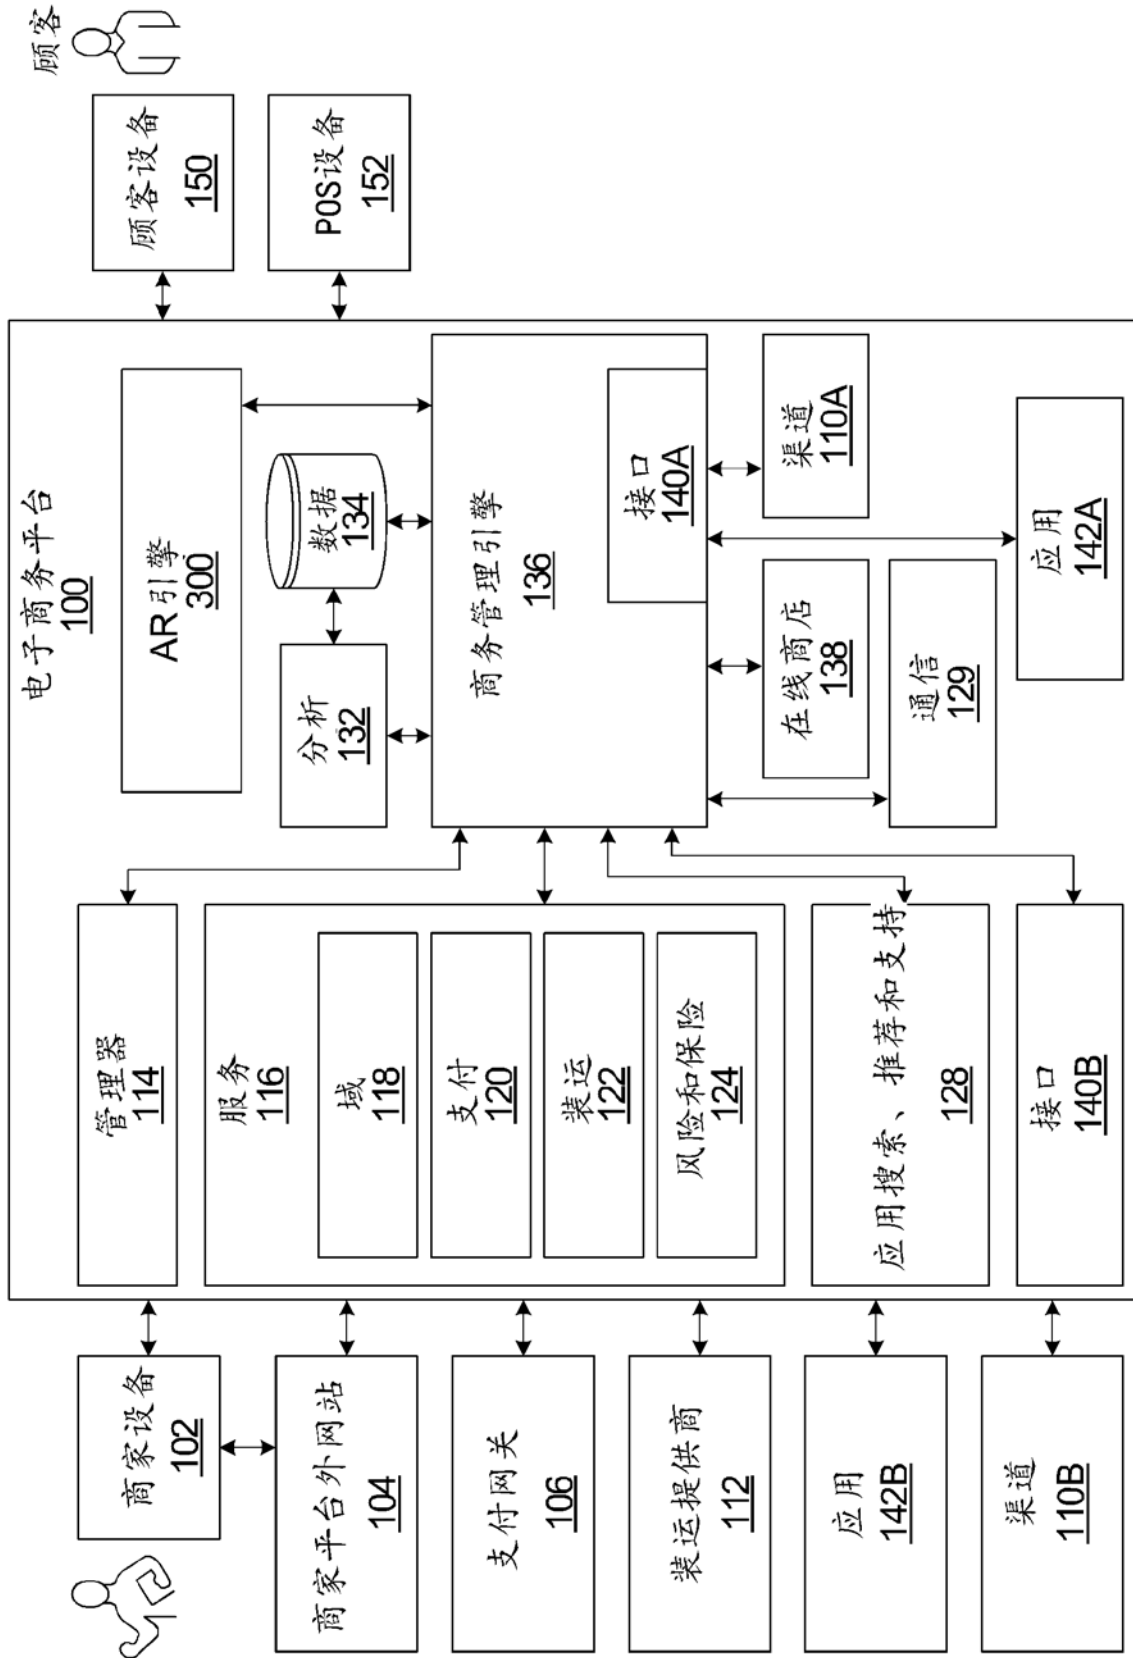 电子商务平台
100
商家设备
102
商家平台外网站
104
支付网关
106
装运提供商
112
应用
142B
渠道
110B
管理器
114
服务
116
域
118
支付
120
装运
122
风险和保险
124
应用搜索、推荐和支持
128
接口
140B
AR引擎
300
分析
132
数据
134
商务管理引擎
136
接口
140A
在线商店
138
渠道
110A
通信
129
应用
142A
顾客设备
150
POS设备
152
顾客